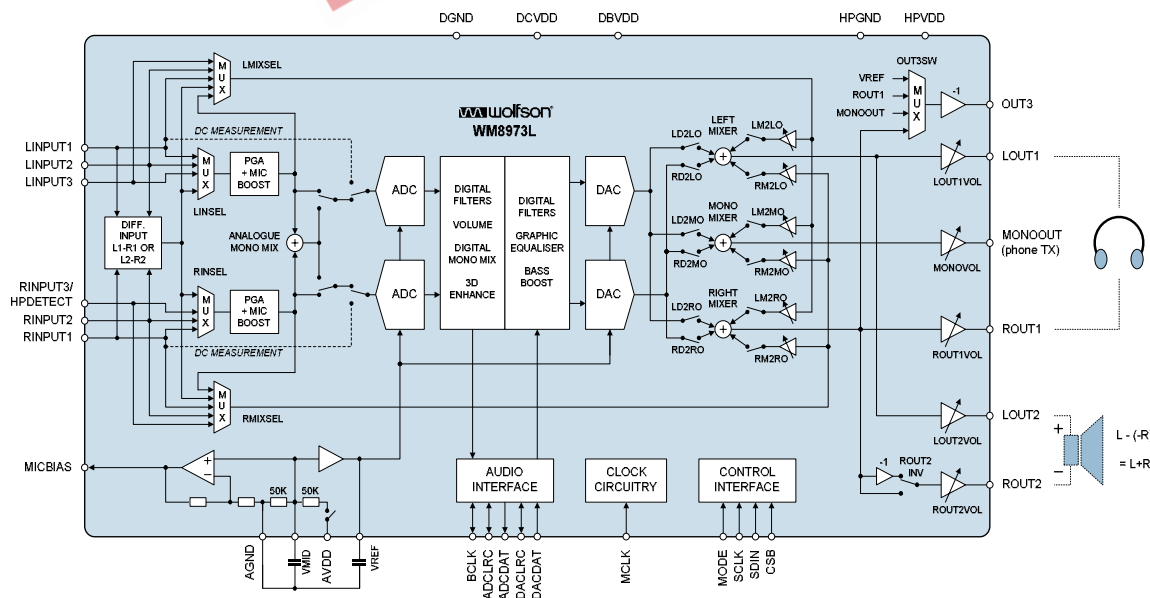 DGND
DCVDD
DBVDD
HPGND
HPVDD
MUX
LMIXSEL
wolfson
WM8973L
OUT3SW
VREF
ROUT1
MONOOUT
MUX
-1
OUT3
DC MEASUREMENT
LINPUT1
LINPUT2
LINPUT3
MUX
PGA
+ MIC
BOOST
LINSEL
DIFF.
INPUT
L1-R1 OR
L2-R2
ANALOGUE
MONO MIX
+
RINSEL
RINPUT3/
HPDETECT
RINPUT2
RINPUT1
MUX
PGA
+ MIC
BOOST
DC MEASUREMENT
MUX
RMIXSEL
ADC
ADC
DIGITAL
FILTERS
VOLUME
DIGITAL
MONO MIX
3D
ENHANCE
DIGITAL
FILTERS
GRAPHIC
EQUALISER
BASS
BOOST
DAC
DAC
LEFT
MIXER
LD2LO
RD2LO
+
LM2LO
RM2LO
MONO
MIXER
LD2MO
RD2MO
+
LM2MO
RM2MO
RIGHT
MIXER
LD2RO
RD2RO
+
LM2RO
RM2RO
LOUT1
LOUT1VOL
MONOOUT
(phone TX)
MONOVOL
ROUT1
ROUT1VOL
LOUT2
LOUT2VOL
-1
ROUT2
INV
ROUT2
ROUT2VOL
+
−
L - (-R)
= L+R
MICBIAS
+
−
50K
50K
AUDIO
INTERFACE
CLOCK
CIRCUITRY
CONTROL
INTERFACE
AGND
VMID
AVDD
VREF
BCLK
ADCLRC
ADCDAT
DACLRC
DACDAT
MCLK
MODE
SCLK
SDIN
CSB